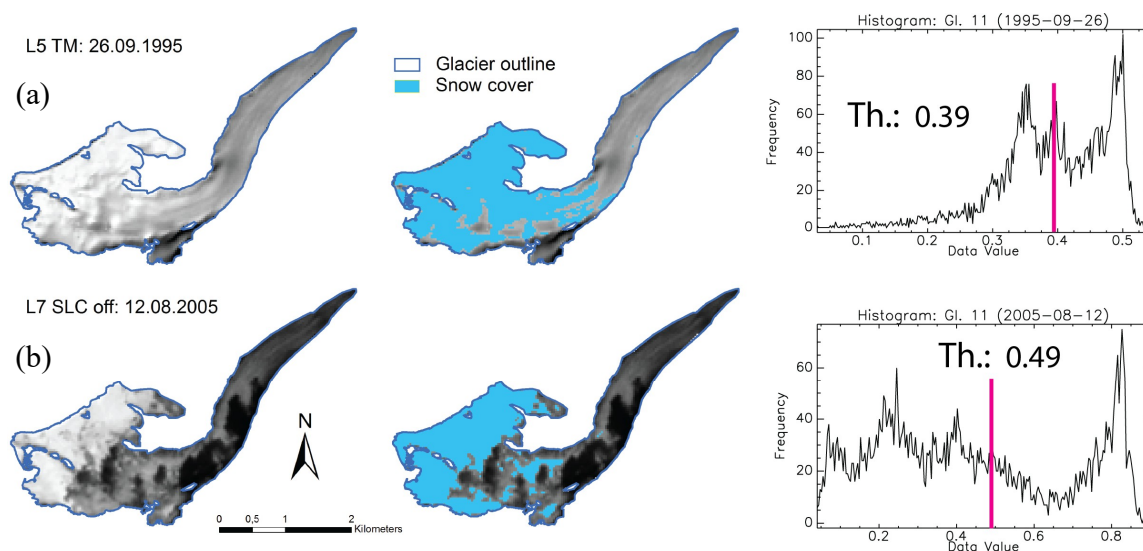 L5 TM: 26.09.1995
(a)
Glacier outline
Snow cover
Histogram: Gl. 11 (1995-09-26)
Th.: 0.39
Frequency
100
80
60
40
20
0
0.1 0.2 0.3 0.4 0.5
Data Value
L7 SLC off: 12.08.2005
(b)
N
0 0,5 1 2
Kilometers
Histogram: Gl. 11 (2005-08-12)
Th.: 0.49
Frequency
60
40
20
0
0.2 0.4 0.6 0.8
Data Value